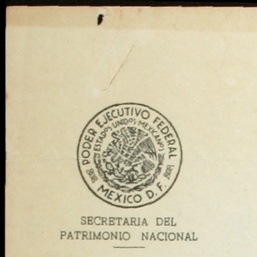 PODER EJECUTIVO FEDERAL
ESTADOS UNIDOS MEXICANOS
MEXICO D. F.
SECRETARIA DEL
PATRIMONIO NACIONAL